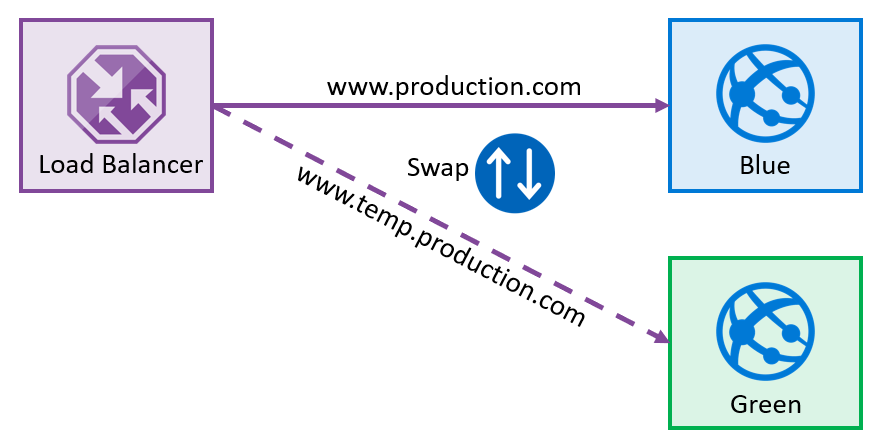 www.production.com
Load Balancer
Swap
www.temp.production.com
Blue
Green